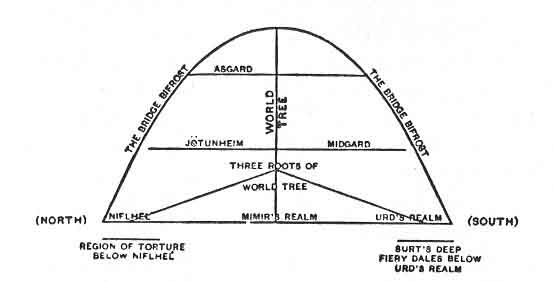 ASGARD
THE BRIDGE BIFROST
THE BRIDGE BIFROST
WORLD
TREE
JÖTUNHEIM
MIDGARD
THREE ROOTS OF
WORLD TREE
(NORTH)
NIFLHEL
MIMIR'S REALM
URD'S REALM
(SOUTH)
REGION OF TORTURE
BELOW NIFLHEL
SURT'S DEEP
FIERY DALES BELOW
URD'S REALM